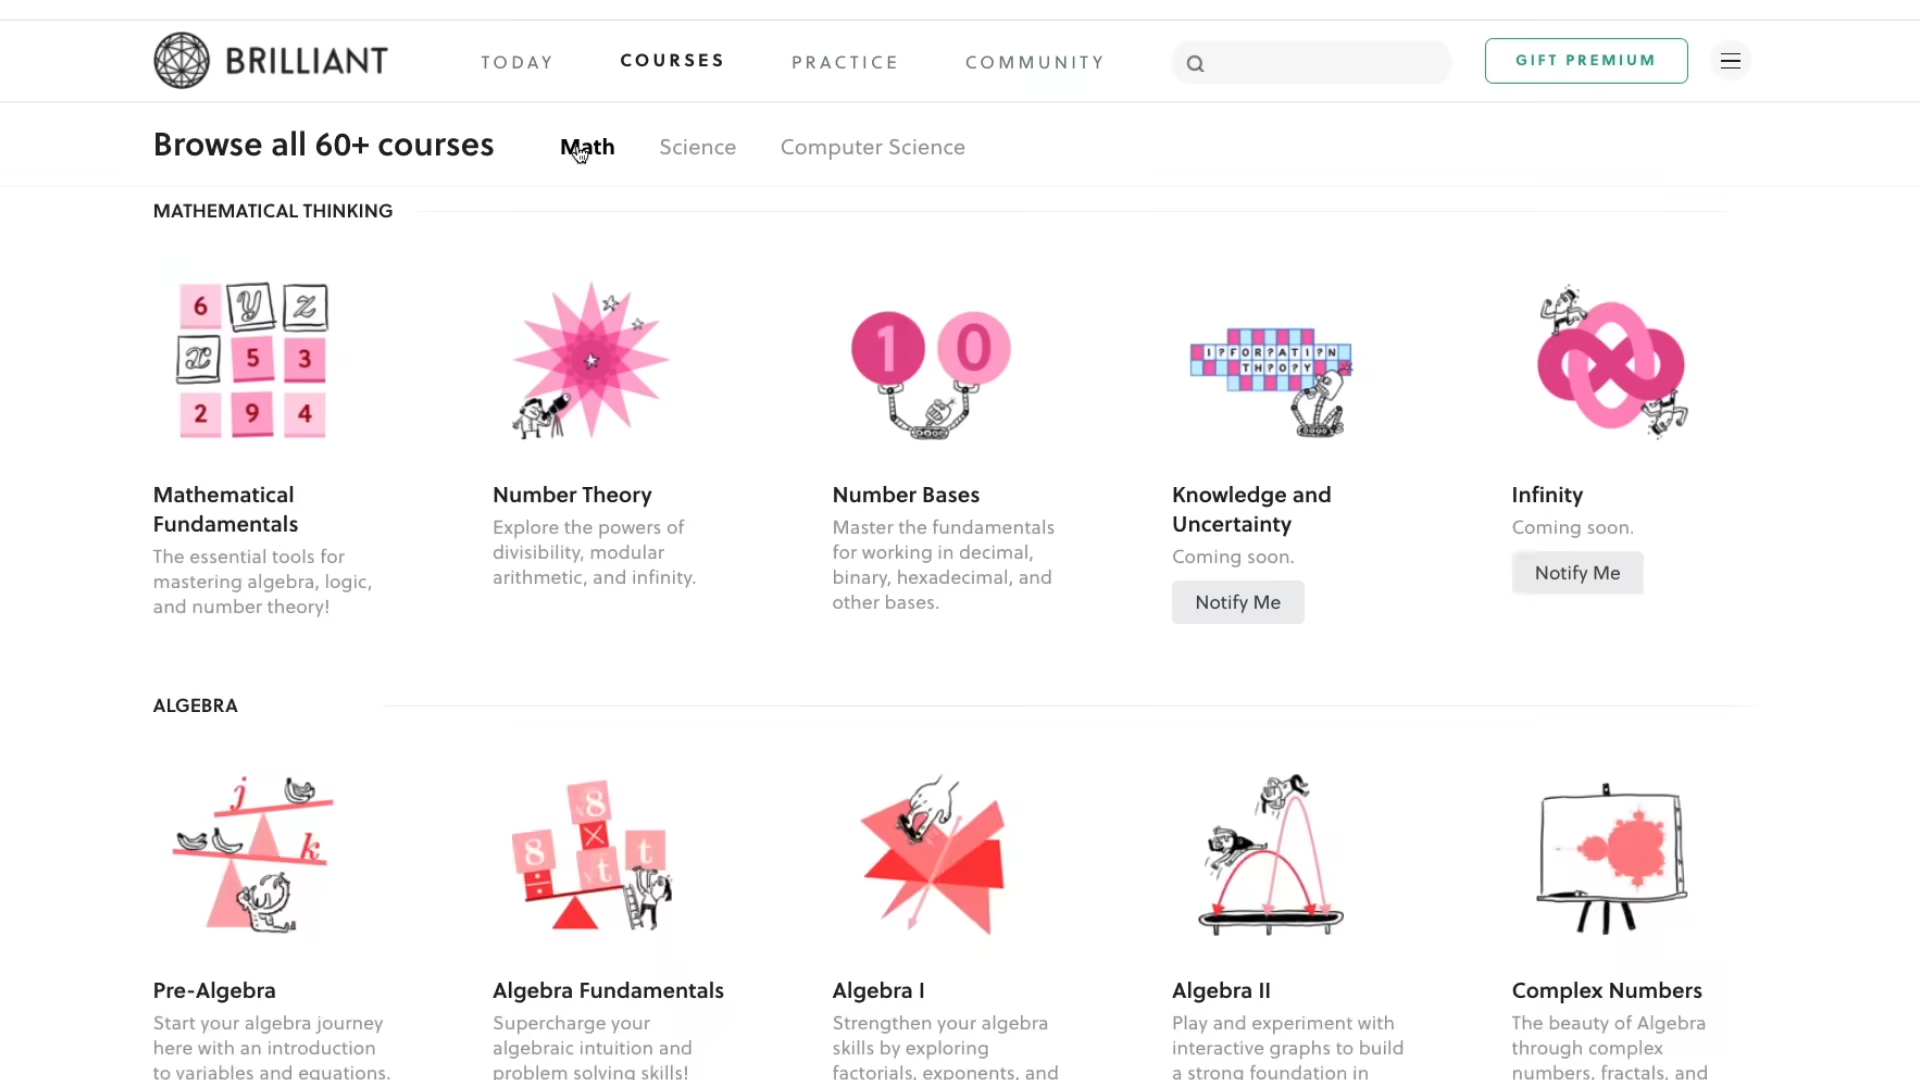 BRILLIANT
TODAY
COURSES
PRACTICE
COMMUNITY
GIFT PREMIUM
Browse all 60+ courses
Math
Science
Computer Science
MATHEMATICAL THINKING
6 y z
x 5 3
2 9 4
1 0
I?FOR?ATI?N
TH?O?Y
Mathematical
Fundamentals
The essential tools for
mastering algebra, logic,
and number theory!
Number Theory
Explore the powers of
divisibility, modular
arithmetic, and infinity.
Number Bases
Master the fundamentals
for working in decimal,
binary, hexadecimal, and
other bases.
Knowledge and
Uncertainty
Coming soon.
Notify Me
Infinity
Coming soon.
Notify Me
ALGEBRA
j
k
√8
8 ×
√t t
Pre-Algebra
Start your algebra journey
here with an introduction
to variables and equations.
Algebra Fundamentals
Supercharge your
algebraic intuition and
problem solving skills!
Algebra I
Strengthen your algebra
skills by exploring
factorials, exponents, and
Algebra II
Play and experiment with
interactive graphs to build
a strong foundation in
Complex Numbers
The beauty of Algebra
through complex
numbers, fractals, and